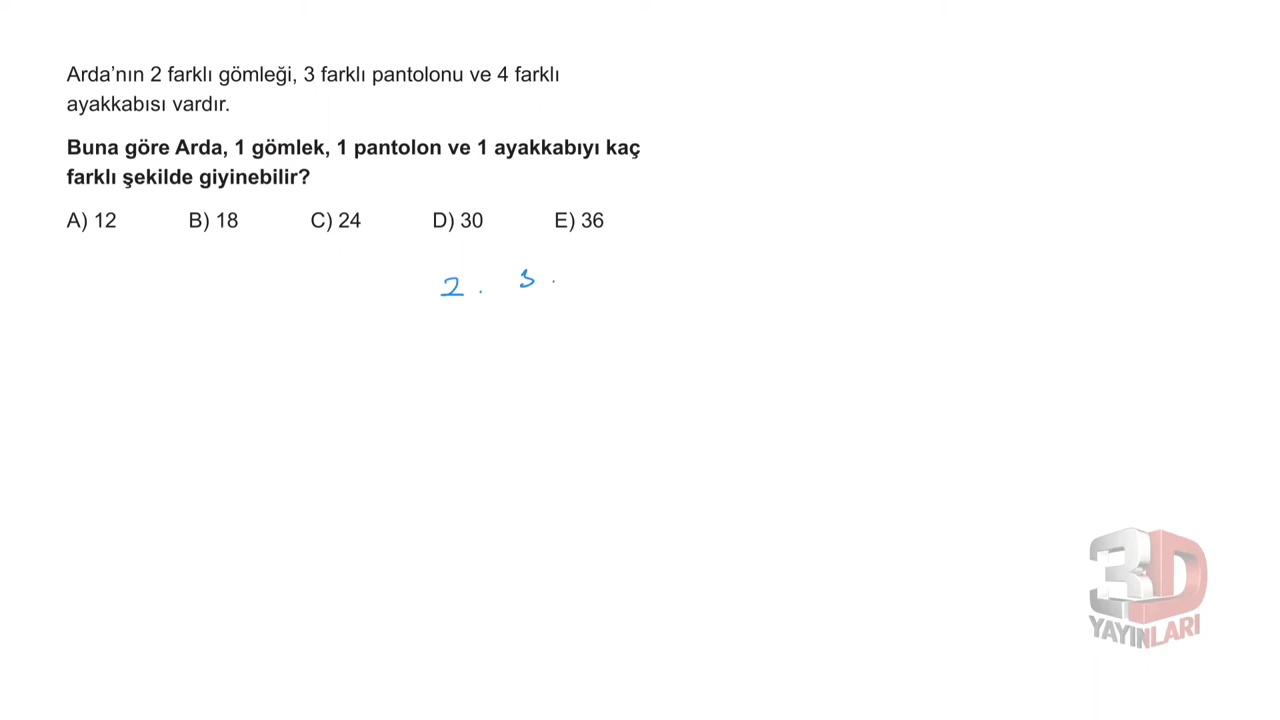 Arda’nın 2 farklı gömleği, 3 farklı pantolonu ve 4 farklı
ayakkabısı vardır.
Buna göre Arda, 1 gömlek, 1 pantolon ve 1 ayakkabıyı kaç
farklı şekilde giyinebilir?
A) 12 B) 18 C) 24 D) 30 E) 36
2 . 3 .
3D
YAYINLARI